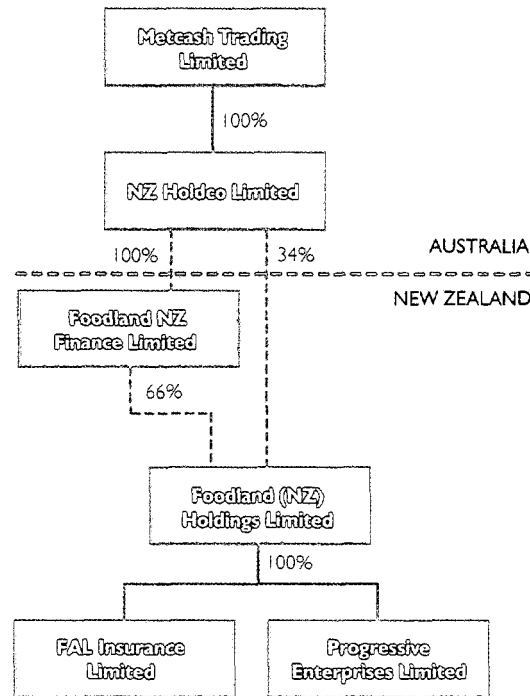 Metcash Trading
Limited
100%
NZ Holdco Limited
100%
34%
AUSTRALIA
NEW ZEALAND
Foodland NZ
Finance Limited
66%
Foodland (NZ)
Holdings Limited
100%
FAL Insurance
Limited
Progressive
Enterprises Limited